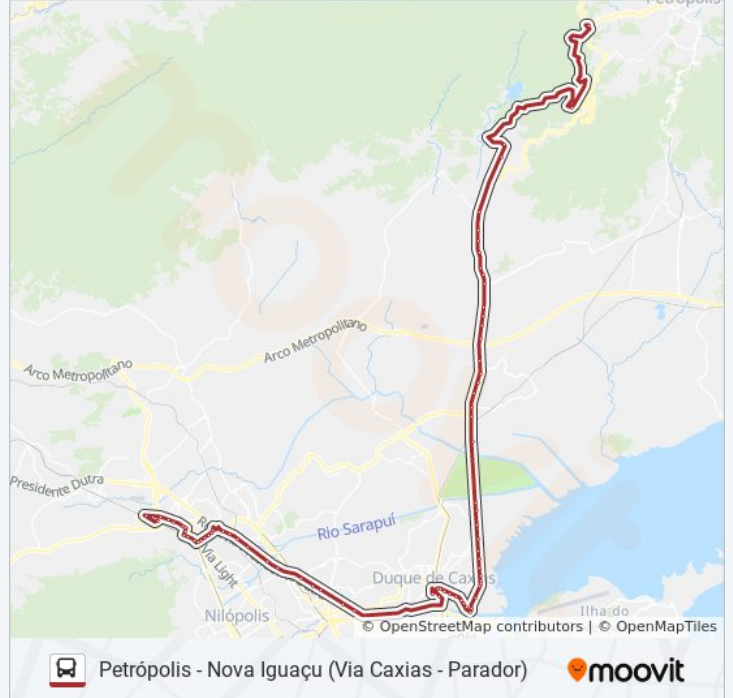 Petrópolis
Arco Metropolitano
Arco Metropolitano
Presidente Dutra
Rio Sarapuí
Via Light
Duque de Caxias
Nilópolis
Ilha do
© OpenStreetMap contributors | © OpenMapTiles
Petrópolis - Nova Iguaçu (Via Caxias - Parador)
moovit